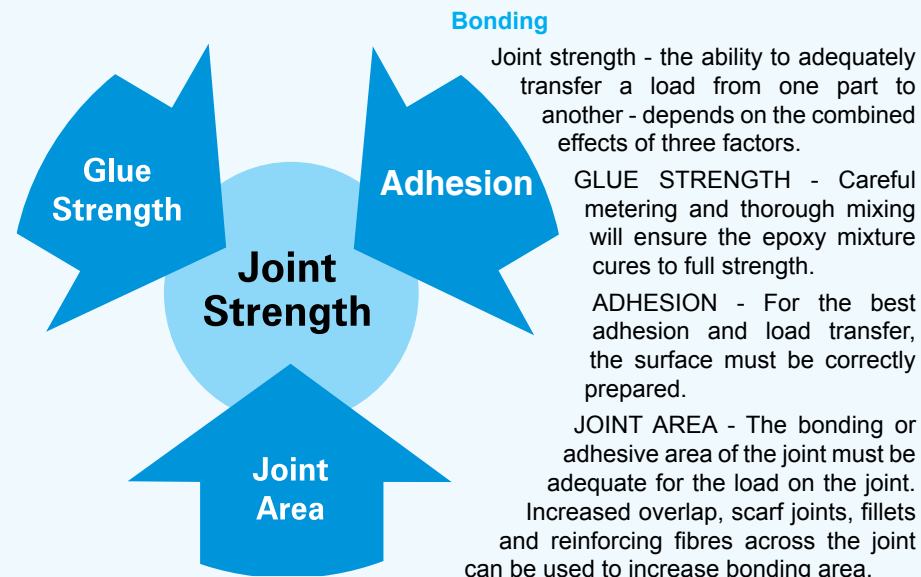 Bonding
Joint strength - the ability to adequately
transfer a load from one part to
another - depends on the combined
effects of three factors.
GLUE STRENGTH - Careful
metering and thorough mixing
will ensure the epoxy mixture
cures to full strength.
ADHESION - For the best
adhesion and load transfer,
the surface must be correctly
prepared.
JOINT AREA - The bonding or
adhesive area of the joint must be
adequate for the load on the joint.
Increased overlap, scarf joints, fillets
and reinforcing fibres across the joint
can be used to increase bonding area.
Glue
Strength
Adhesion
Joint
Strength
Joint
Area